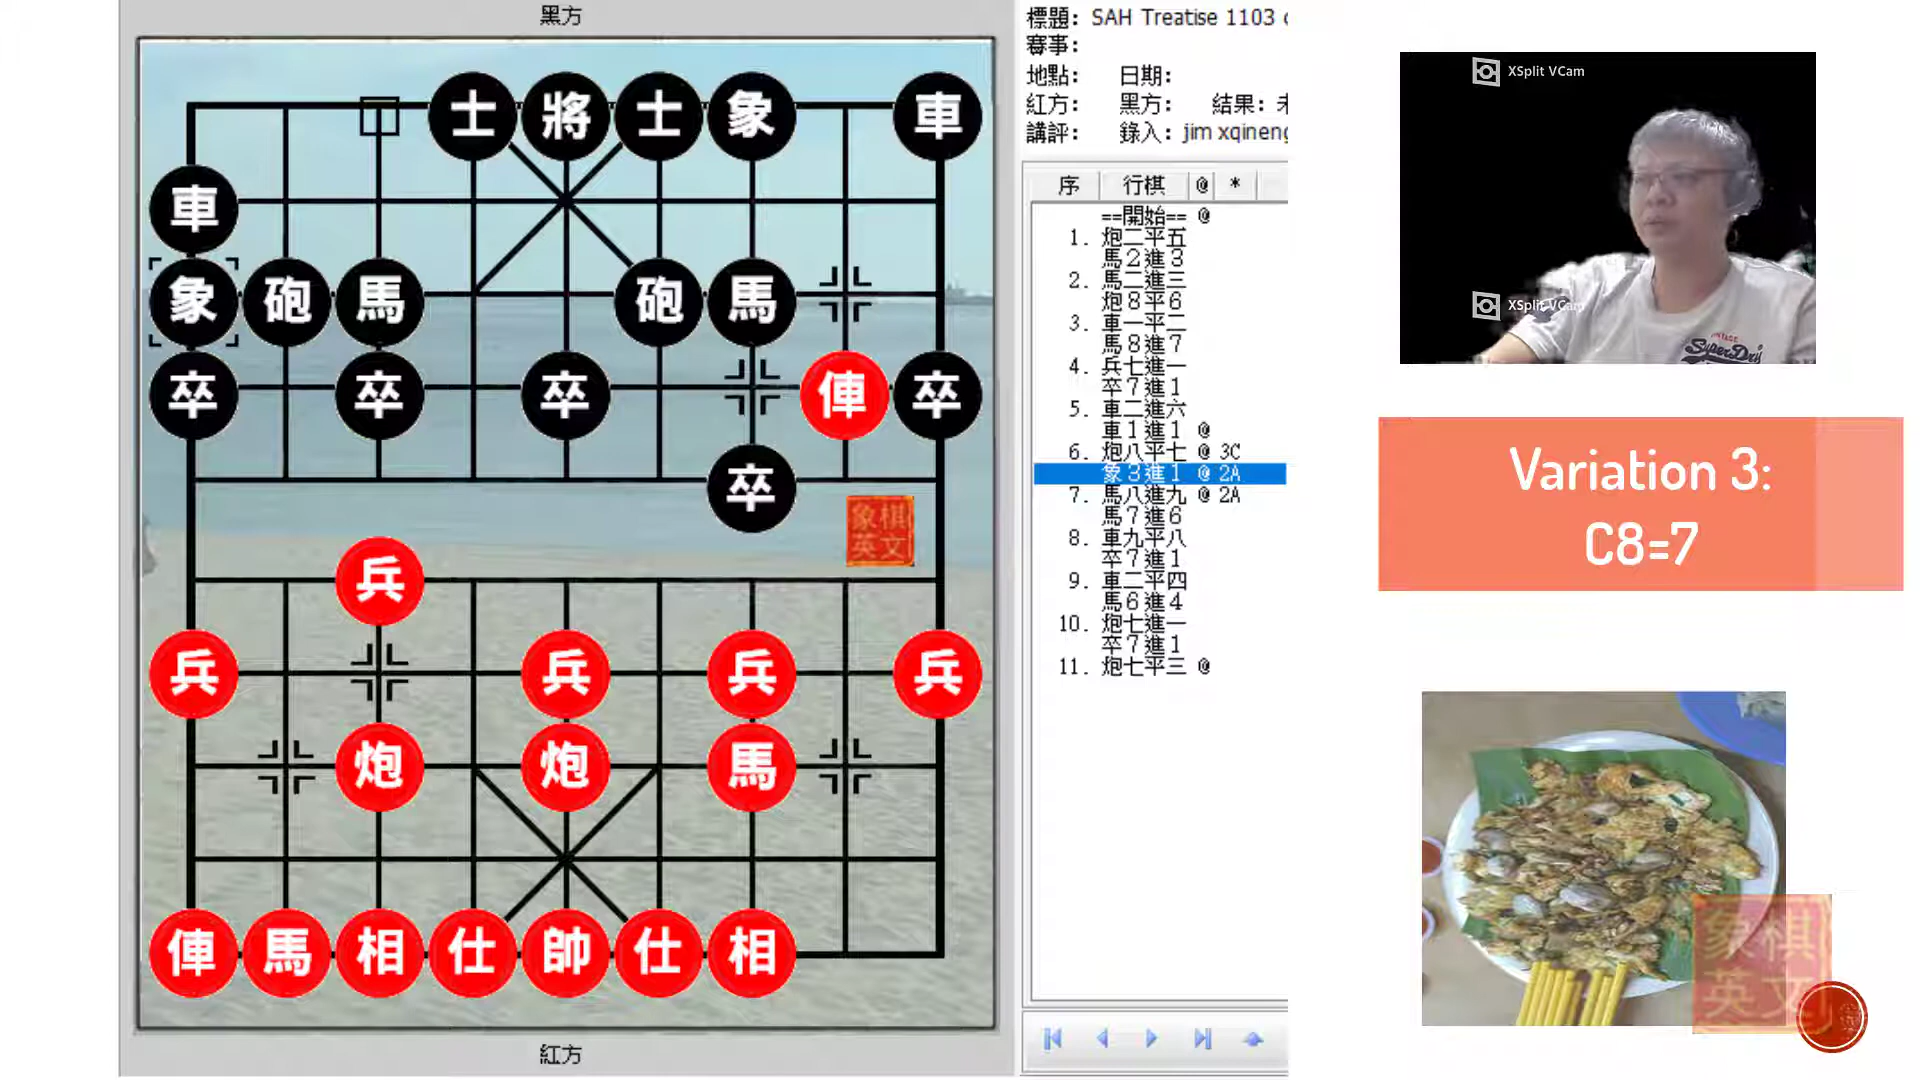 黑方
士 將 士 象 車
車
象 砲 馬 砲 馬
卒 卒 卒 俥 卒
卒
象棋
英文
兵
兵 兵 兵 兵
炮 炮 馬
俥 馬 相 仕 帥 仕 相
紅方
標題: SAH Treatise 1103
賽事:
地點: 日期:
紅方: 黑方: 結果:
講評: 錄入: jim xqineng
序 行棋 @ *
==開始== @
1. 炮二平五
馬2進3
2. 馬二進三
炮8平6
3. 車一平二
馬8進7
4. 兵七進一
卒7進1
5. 車二進六
車1進1 @
6. 炮八平七 @ 3C
象3進1 @ 2A
7. 馬八進九 @ 2A
馬7進6
8. 車九平八
卒7進1
9. 車二平四
馬6進4
10. 炮七進一
卒7進1
11. 炮七平三 @
XSplit VCam
XSplit VCam
SuperDry
Variation 3:
C8=7
象棋
英文